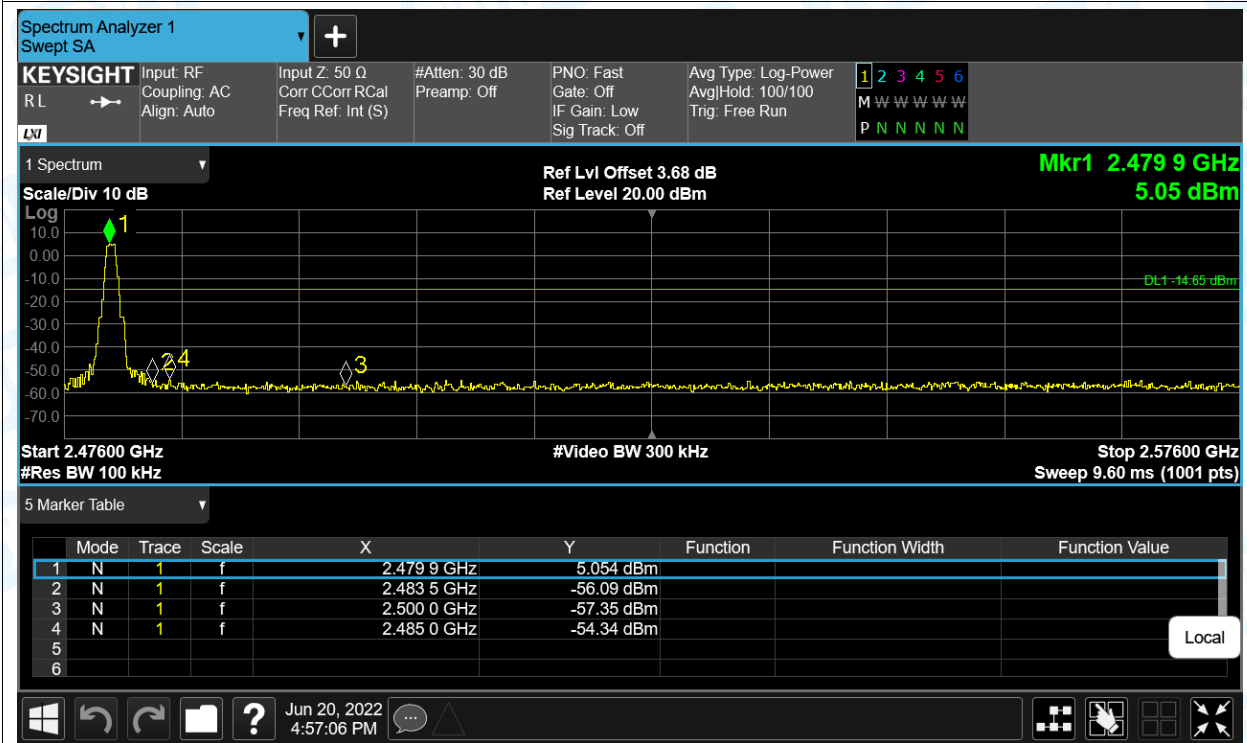 Spectrum Analyzer 1
Swept SA
KEYSIGHT Input: RF Input Z: 50 Ω #Atten: 30 dB PNO: Fast Avg Type: Log-Power 1 2 3 4 5 6
R L Coupling: AC Corr CCorr RCal Preamp: Off Gate: Off Avg|Hold: 100/100 M W W W W W W
Align: Auto Freq Ref: Int (S) IF Gain: Low Trig: Free Run
LXI Sig Track: Off P N N N N N N
1 Spectrum Ref Lvl Offset 3.68 dB Mkr1 2.479 9 GHz
Scale/Div 10 dB Ref Level 20.00 dBm 5.05 dBm
Log
1
10.0
0.00
-10.0 DL1 -14.65 dBm
-20.0
-30.0
-40.0
2 4 3
-50.0
-60.0
-70.0
Start 2.47600 GHz #Video BW 300 kHz Stop 2.57600 GHz
#Res BW 100 kHz Sweep 9.60 ms (1001 pts)
5 Marker Table
Mode Trace Scale X Y Function Function Width Function Value
1 N 1 f 2.479 9 GHz 5.054 dBm
2 N 1 f 2.483 5 GHz -56.09 dBm
3 N 1 f 2.500 0 GHz -57.35 dBm
4 N 1 f 2.485 0 GHz -54.34 dBm
5
6
Local
? Jun 20, 2022
4:57:06 PM